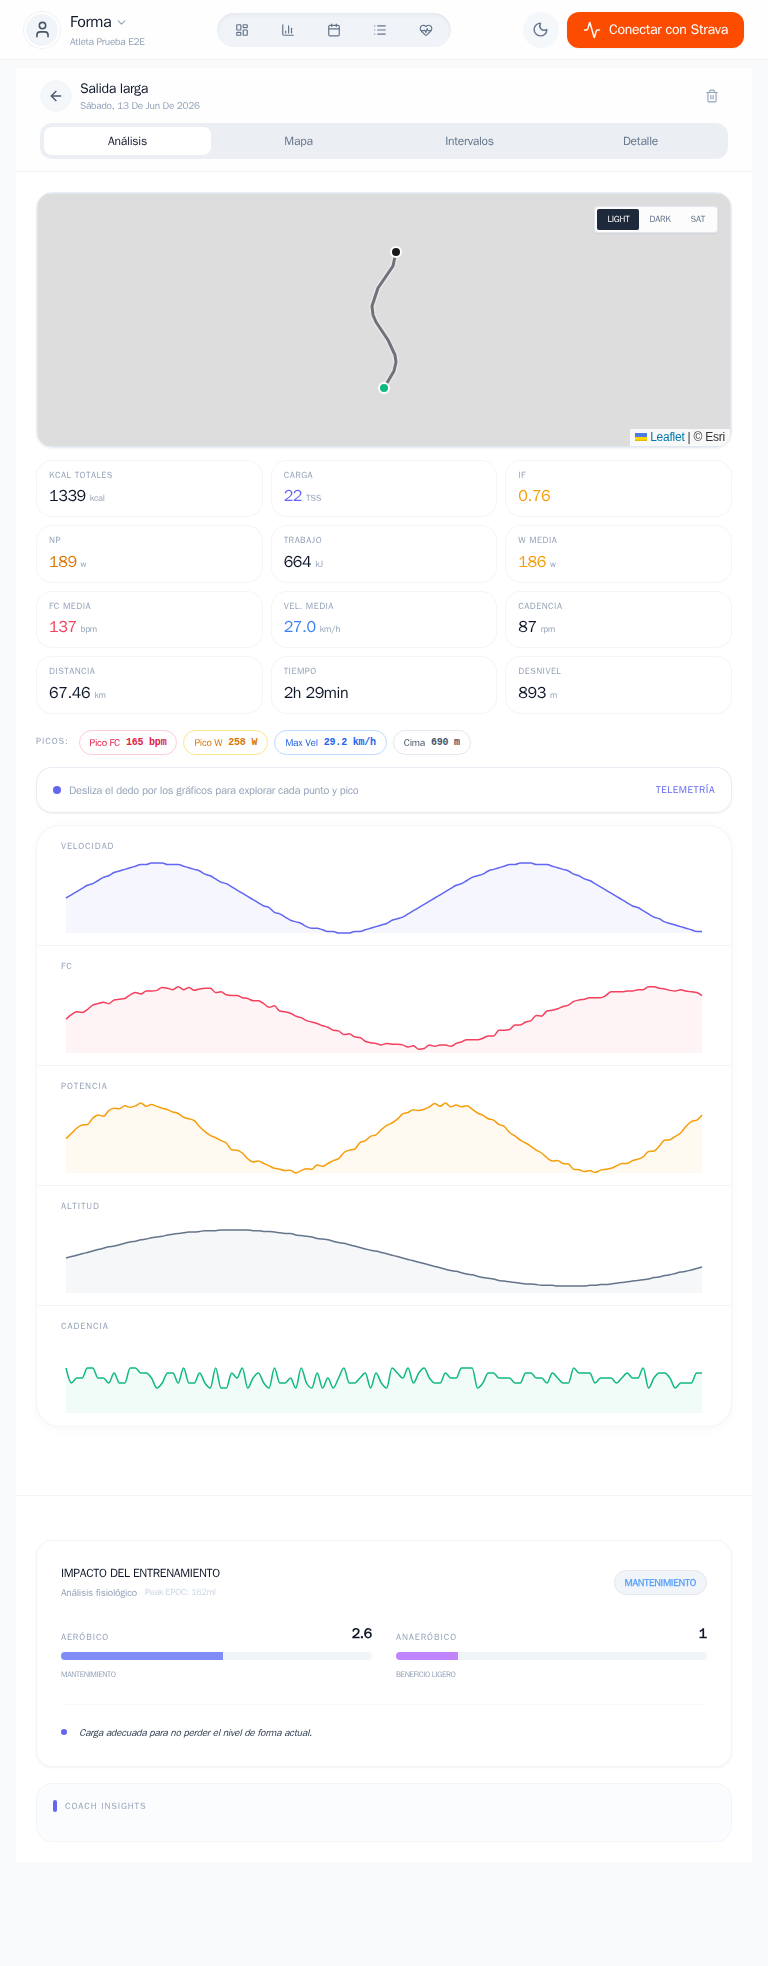 Forma
Atleta Prueba E2E
Conectar con Strava
Salida larga
Sábado, 13 De Jun De 2026
Análisis
Mapa
Intervalos
Detalle
LIGHT
DARK
SAT
Leaflet | © Esri
KCAL TOTALES
1339 kcal
CARGA
22 TSS
IF
0.76
NP
189 w
TRABAJO
664 kJ
W MEDIA
186 w
FC MEDIA
137 bpm
VEL. MEDIA
27.0 km/h
CADENCIA
87 rpm
DISTANCIA
67.46 km
TIEMPO
2h 29min
DESNIVEL
893 m
PICOS:
Pico FC 165 bpm
Pico W 258 W
Max Vel 29.2 km/h
Cima 690 m
Desliza el dedo por los gráficos para explorar cada punto y pico
TELEMETRÍA
VELOCIDAD
FC
POTENCIA
ALTITUD
CADENCIA
IMPACTO DEL ENTRENAMIENTO
Análisis fisiológico Peak EPOC: 162ml
MANTENIMIENTO
AERÓBICO
2.6
MANTENIMIENTO
ANAERÓBICO
1
BENEFICIO LIGERO
Carga adecuada para no perder el nivel de forma actual.
COACH INSIGHTS